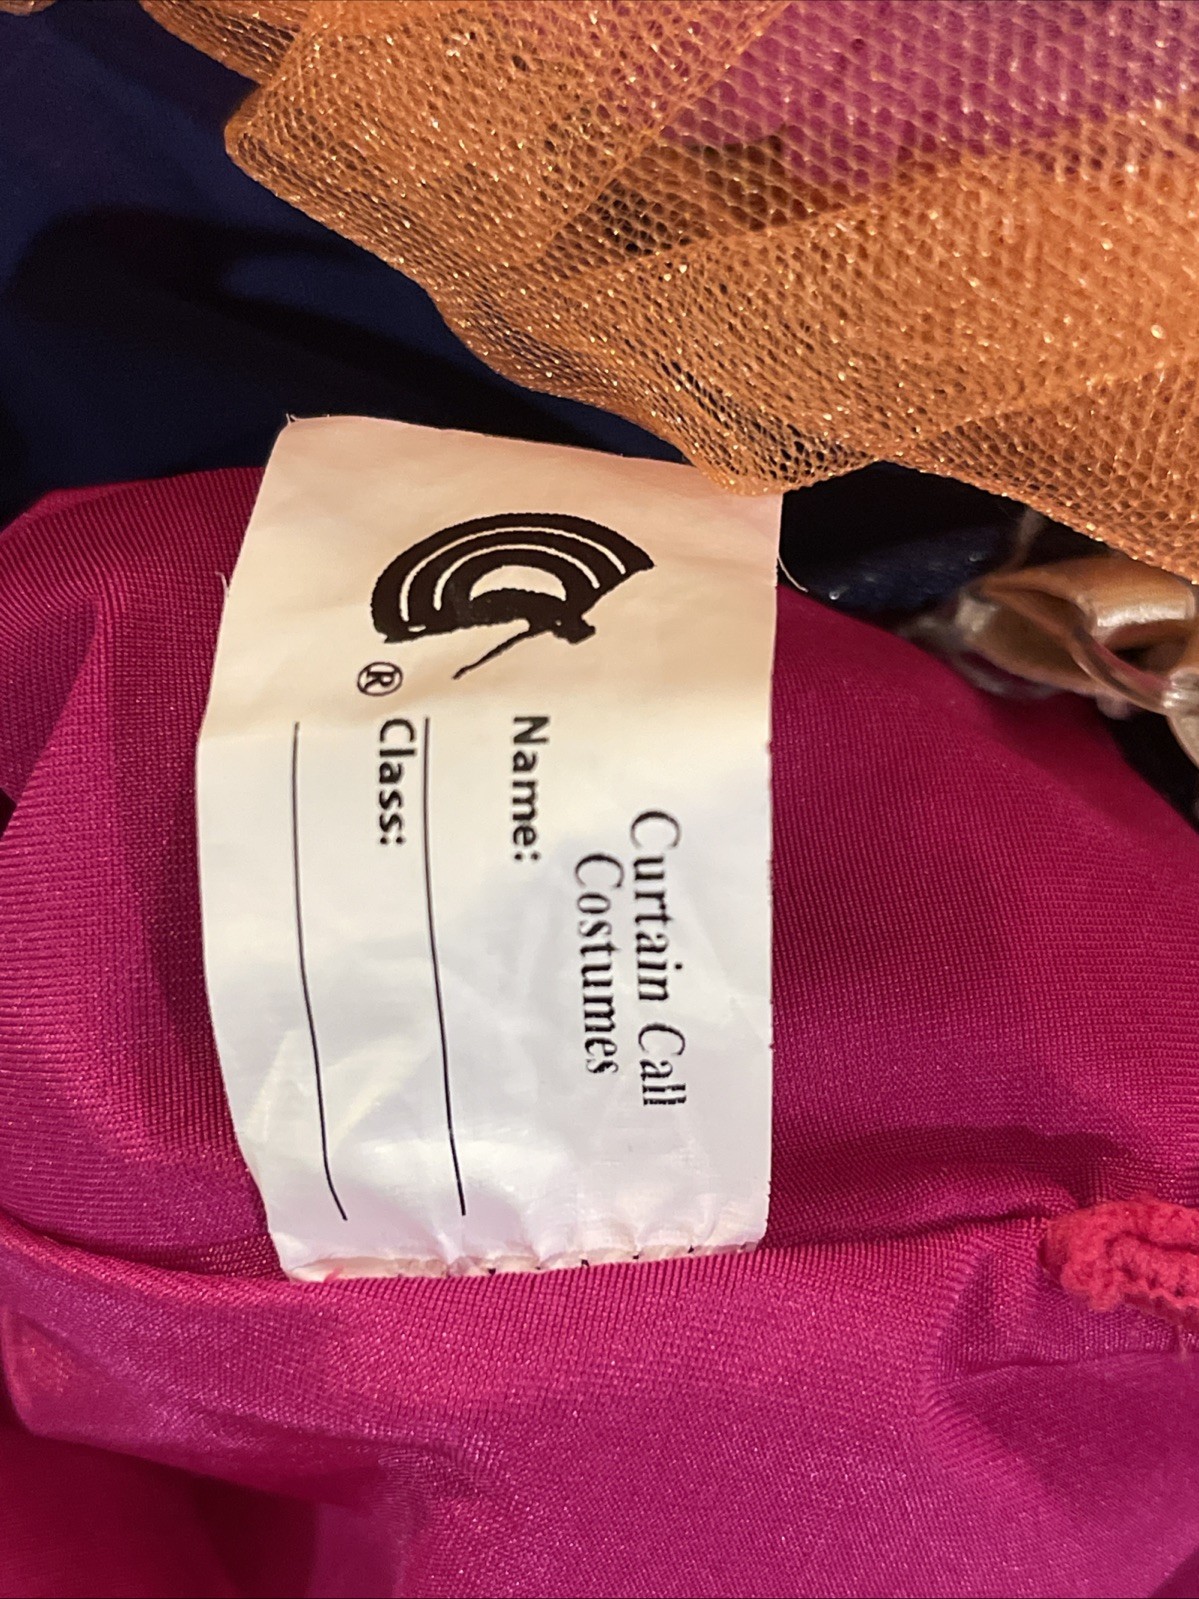 Curtain Call
Costumes
Name:
® Class: